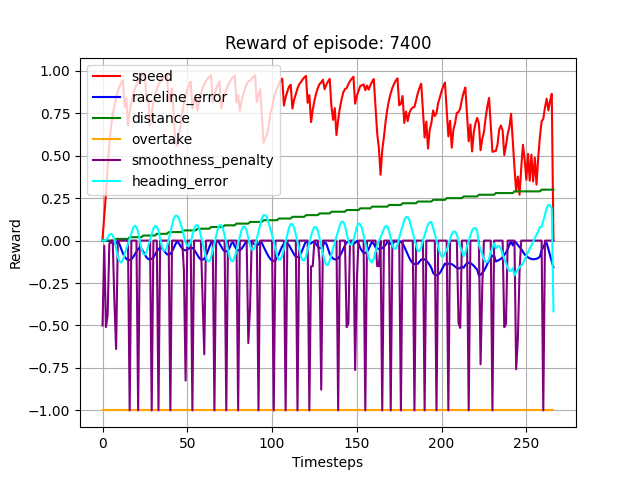 Reward of episode: 7400
1.00
0.75
0.50
0.25
0.00
−0.25
−0.50
−0.75
−1.00
Reward
speed
raceline_error
distance
overtake
smoothness_penalty
heading_error
0 50 100 150 200 250
Timesteps